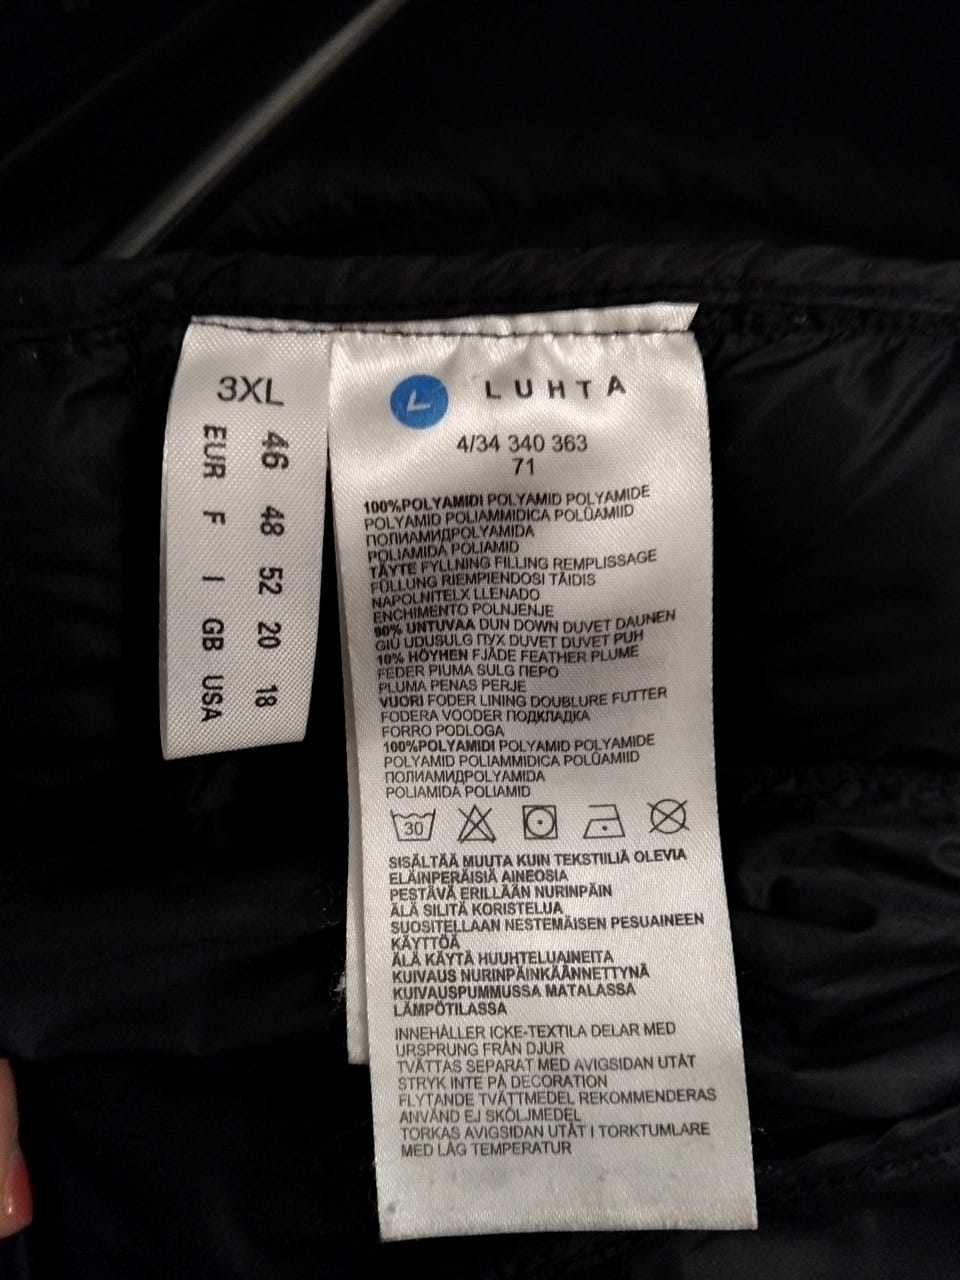 3XL
46 48 52 20 18
EUR F I GB USA
L LUHTA
4/34 340 363
71
100%POLYAMIDI POLYAMID POLYAMIDE
POLYAMID POLIAMMIDICA POLÜAMIID
ПОЛИАМИДPOLYAMIDA
POLIAMIDA POLIAMID
TÄYTE FYLLNING FILLING REMPLISSAGE
FÜLLUNG RIEMPIENDOSI TÄIDIS
NAPOLNITELX LLENADO
ENCHIMENTO POLNJENJE
90% UNTUVAA DUN DOWN DUVET DAUNEN
GIÙ UDUSULG ПУХ DUVET DUVET PUH
10% HÖYHEN FJÄDE FEATHER PLUME
FEDER PIUMA SULG ПЕРО
PLUMA PENAS PERJE
VUORI FODER LINING DOUBLURE FUTTER
FODERA VOODER ПОДКЛАДКА
FORRO PODLOGA
100%POLYAMIDI POLYAMID POLYAMIDE
POLYAMID POLIAMMIDICA POLÜAMIID
ПОЛИАМИДPOLYAMIDA
POLIAMIDA POLIAMID
30
SISÄLTÄÄ MUUTA KUIN TEKSTIILIÄ OLEVIA
ELÄINPERÄISIÄ AINEOSIA
PESTÄVÄ ERILLÄÄN NURINPÄIN
ÄLÄ SILITÄ KORISTELUA
SUOSITELLAAN NESTEMÄISEN PESUAINEEN
KÄYTTÖÄ
ÄLÄ KÄYTÄ HUUHTELUAINEITA
KUIVAUS NURINPÄINKÄÄNNETTYNÄ
KUIVAUSPUMMUSSA MATALASSA
LÄMPÖTILASSA
INNEHÅLLER ICKE-TEXTILA DELAR MED
URSPRUNG FRÅN DJUR
TVÄTTAS SEPARAT MED AVIGSIDAN UTÅT
STRYK INTE PÅ DECORATION
FLYTANDE TVÄTTMEDEL REKOMMENDERAS
ANVÄND EJ SKÖLJMEDEL
TORKAS AVIGSIDAN UTÅT I TORKTUMLARE
MED LÅG TEMPERATUR